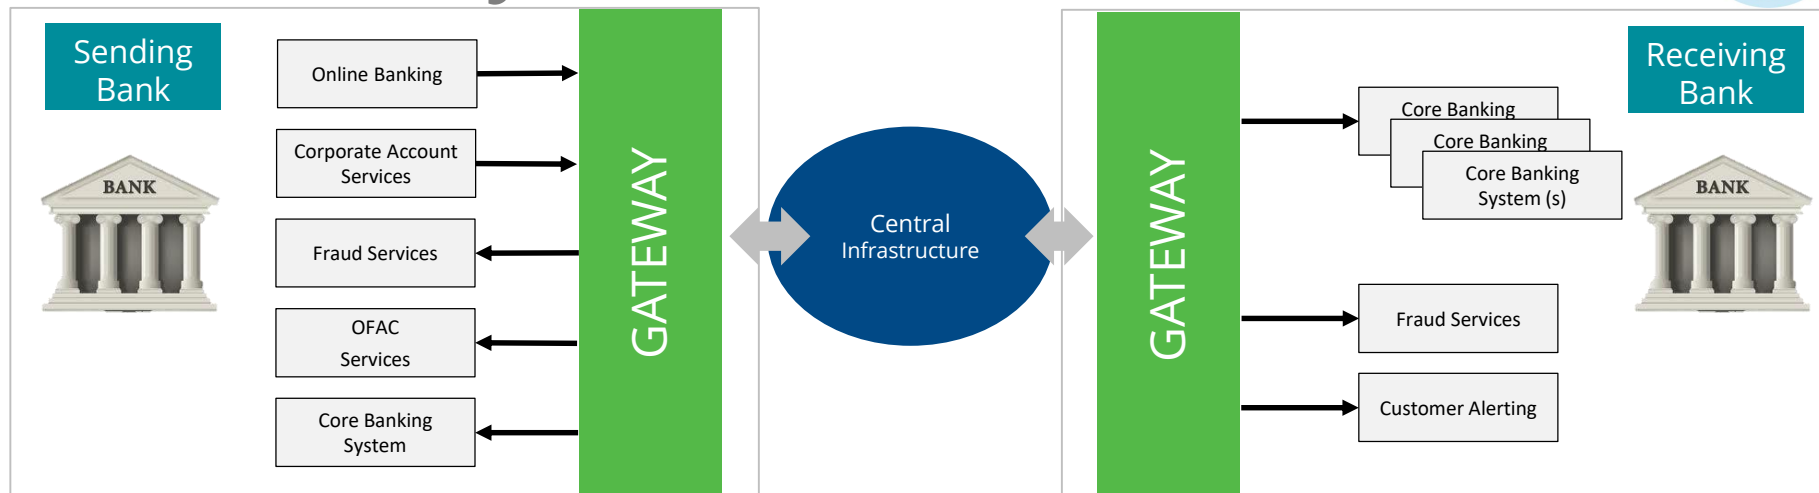 Sending
Bank
BANK
Online Banking
Corporate Account
Services
Fraud Services
OFAC
Services
Core Banking
System
GATEWAY
Central
Infrastructure
GATEWAY
Core Banking
Core Banking
Core Banking
System (s)
Fraud Services
Customer Alerting
Receiving
Bank
BANK